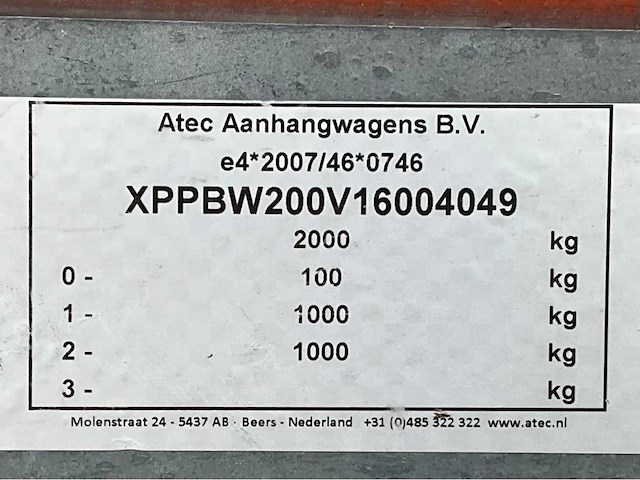 Atec Aanhangwagens B.V.
e4*2007/46*0746
XPPBW200V16004049
2000 kg
0 - 100 kg
1 - 1000 kg
2 - 1000 kg
3 - kg
Molenstraat 24 - 5437 AB · Beers - Nederland +31 (0)485 322 322 www.atec.nl